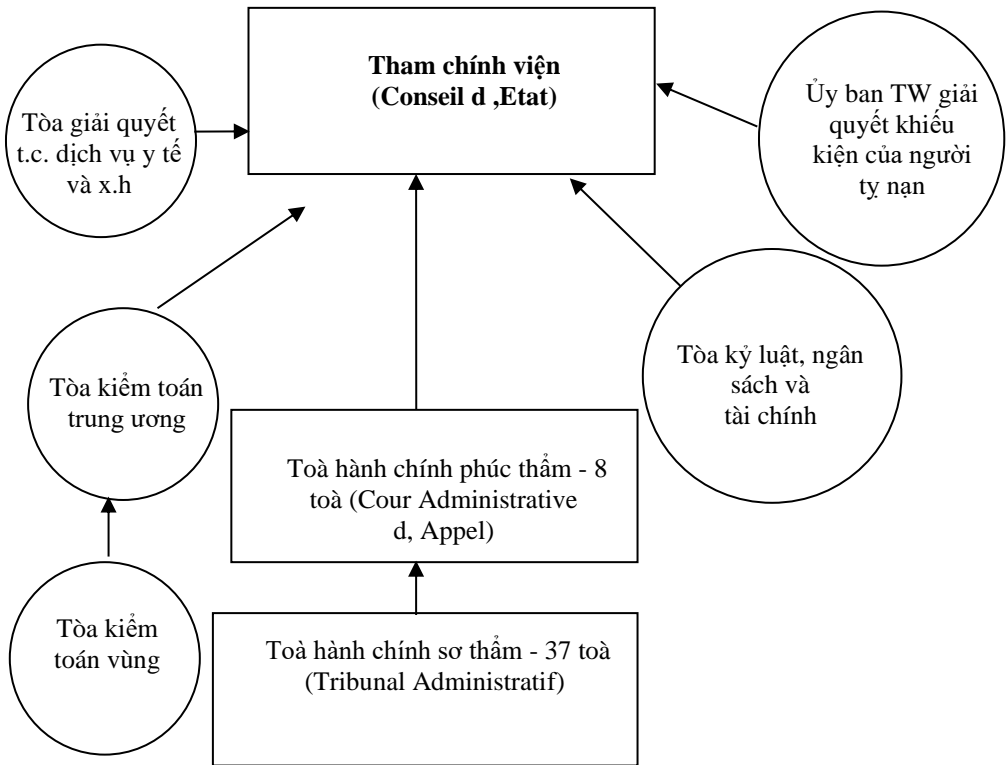 Tham chính viện
(Conseil d ,Etat)
Tòa giải quyết
t.c. dịch vụ y tế
và x.h
Ủy ban TW giải
quyết khiếu
kiện của người
tỵ nạn
Tòa kiểm toán
trung ương
Tòa kỷ luật, ngân
sách và
tài chính
Toà hành chính phúc thẩm - 8
toà (Cour Administrative
d, Appel)
Tòa kiểm
toán vùng
Toà hành chính sơ thẩm - 37 toà
(Tribunal Administratif)